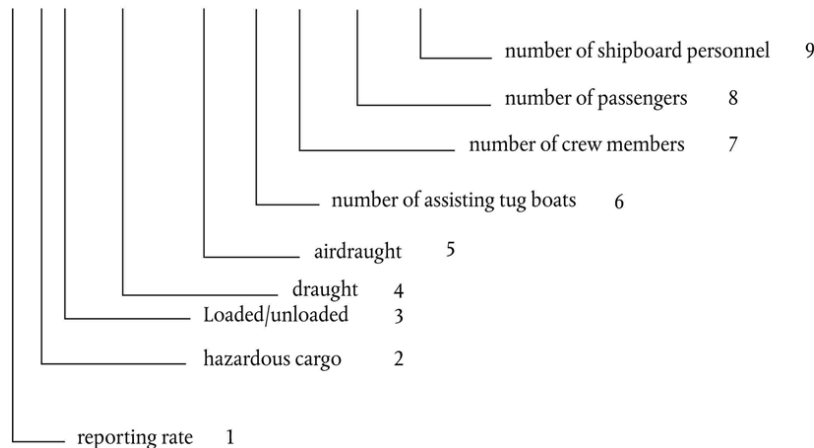 number of shipboard personnel 9
number of passengers 8
number of crew members 7
number of assisting tug boats 6
airdraught 5
draught 4
Loaded/unloaded 3
hazardous cargo 2
reporting rate 1